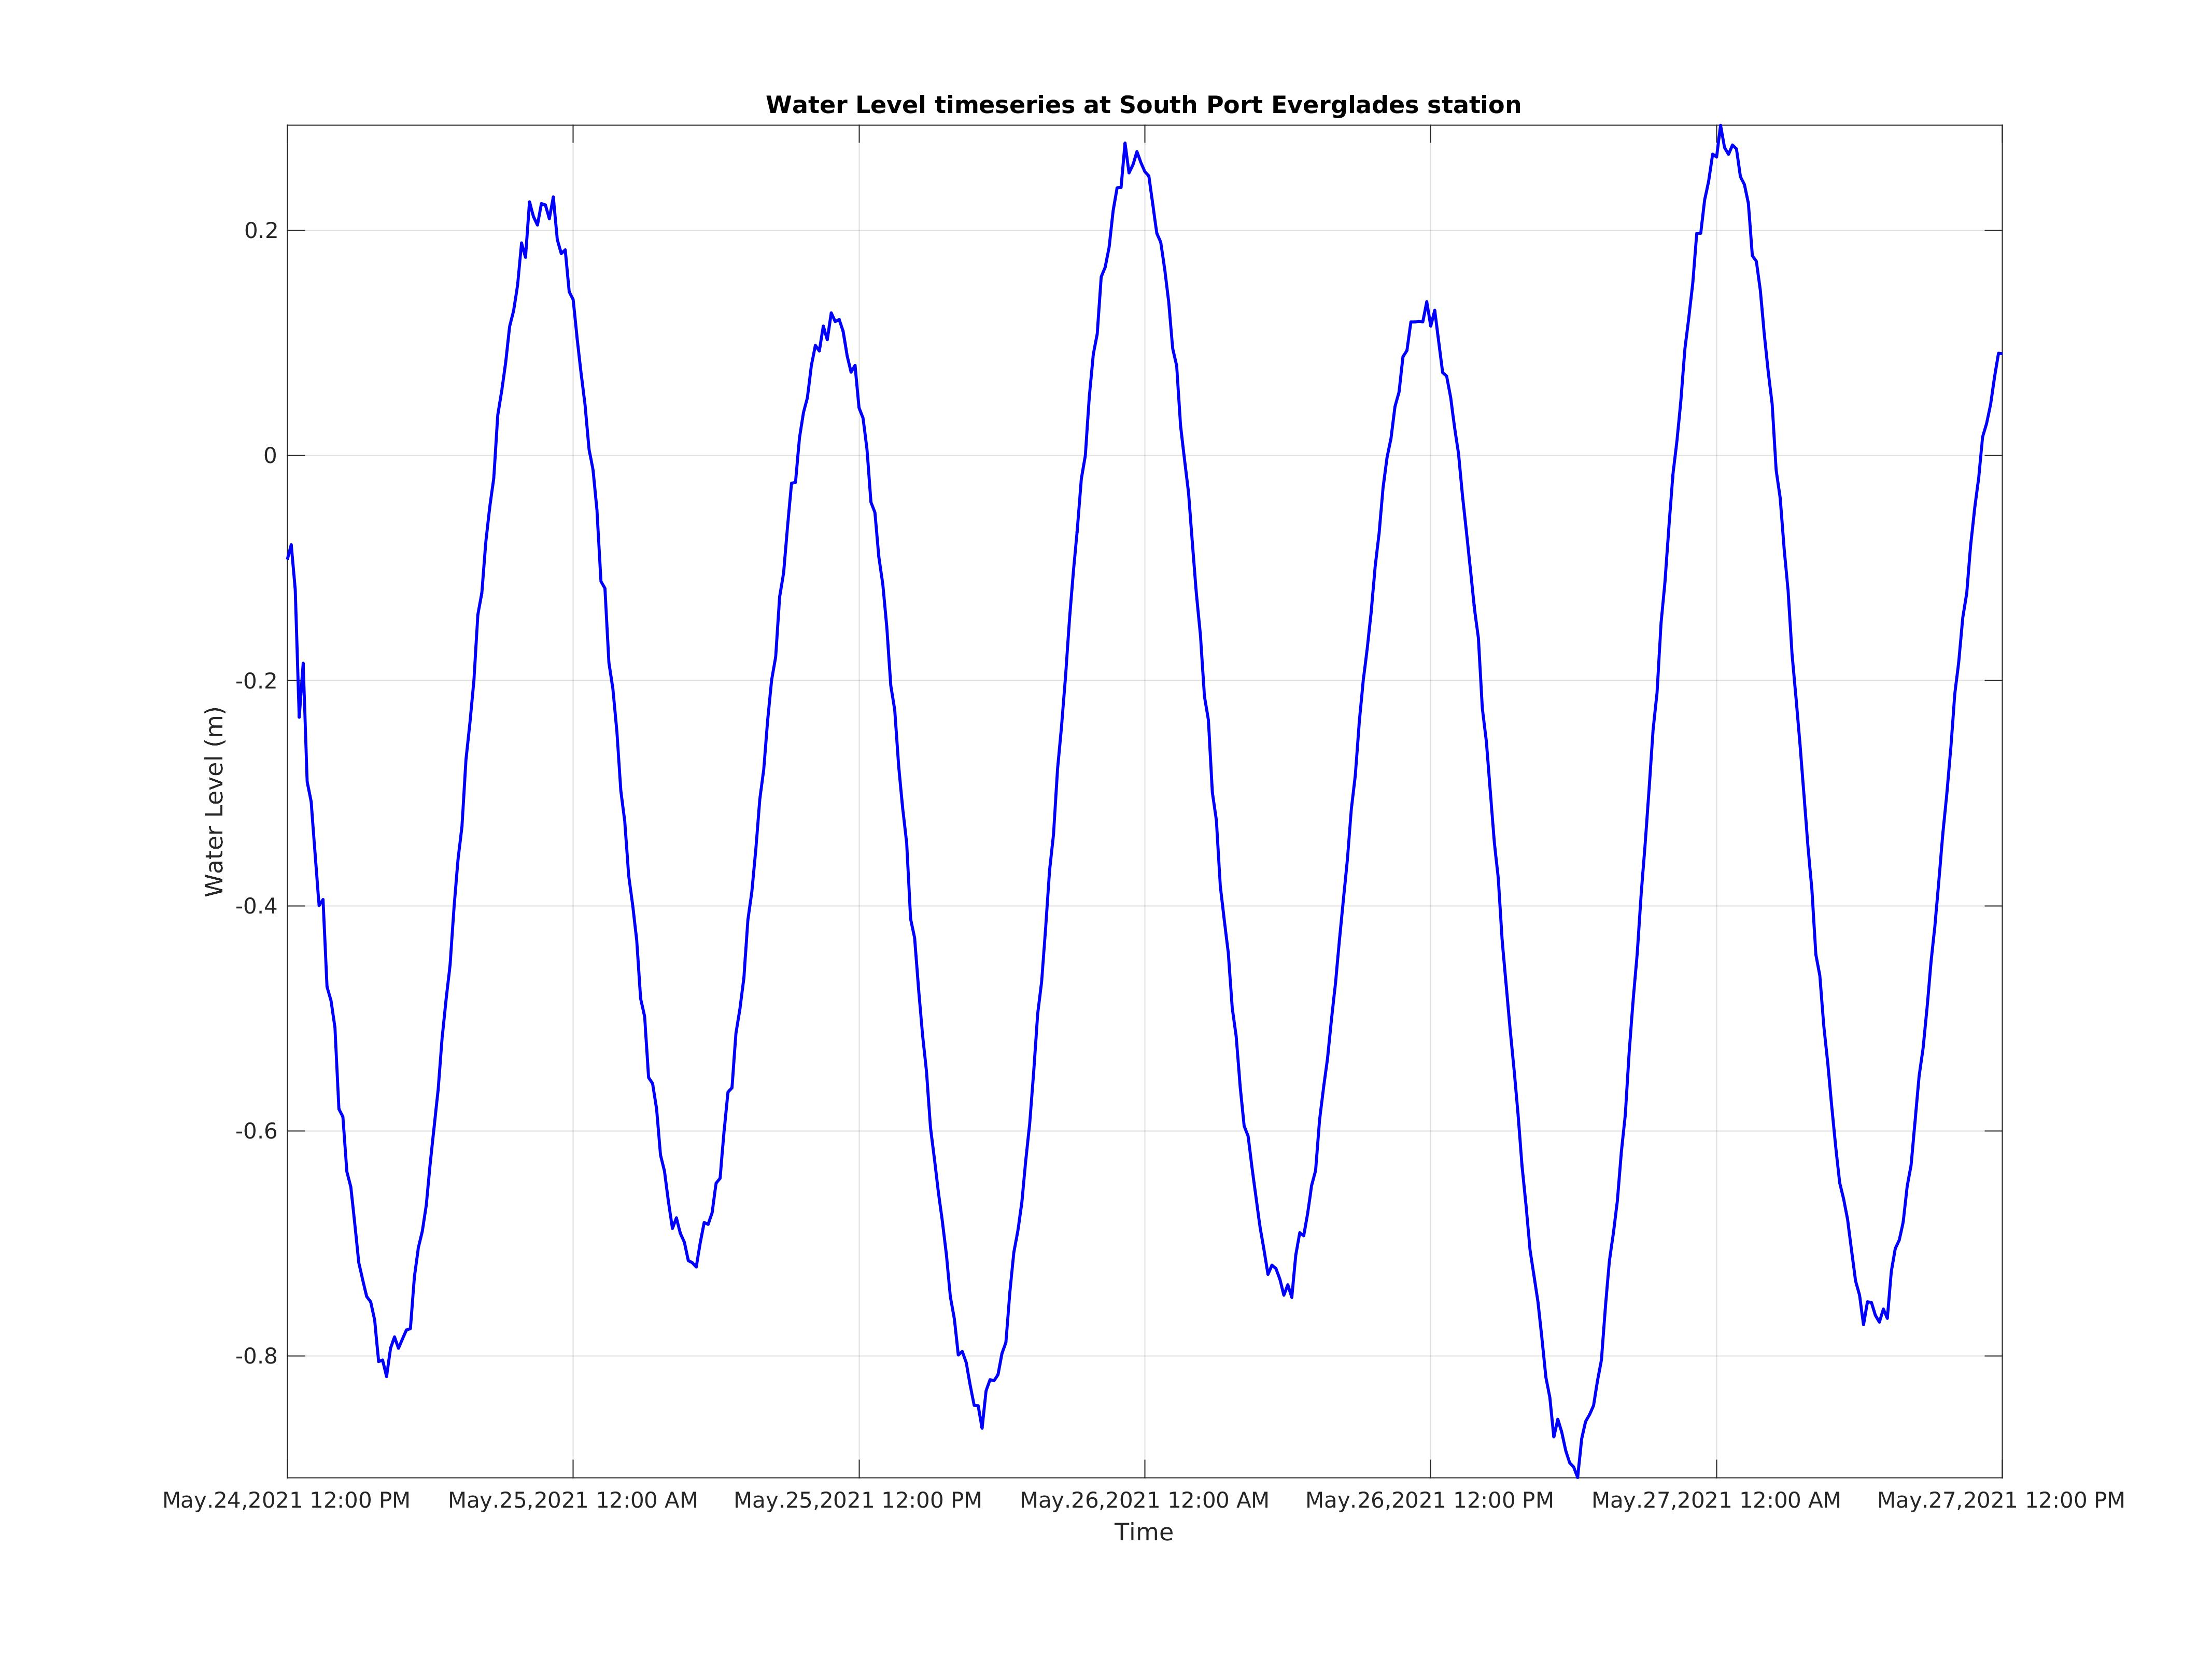 Water Level timeseries at South Port Everglades station
0.2
0
-0.2
-0.4
-0.6
-0.8
Water Level (m)
May.24,2021 12:00 PM
May.25,2021 12:00 AM
May.25,2021 12:00 PM
May.26,2021 12:00 AM
May.26,2021 12:00 PM
May.27,2021 12:00 AM
May.27,2021 12:00 PM
Time